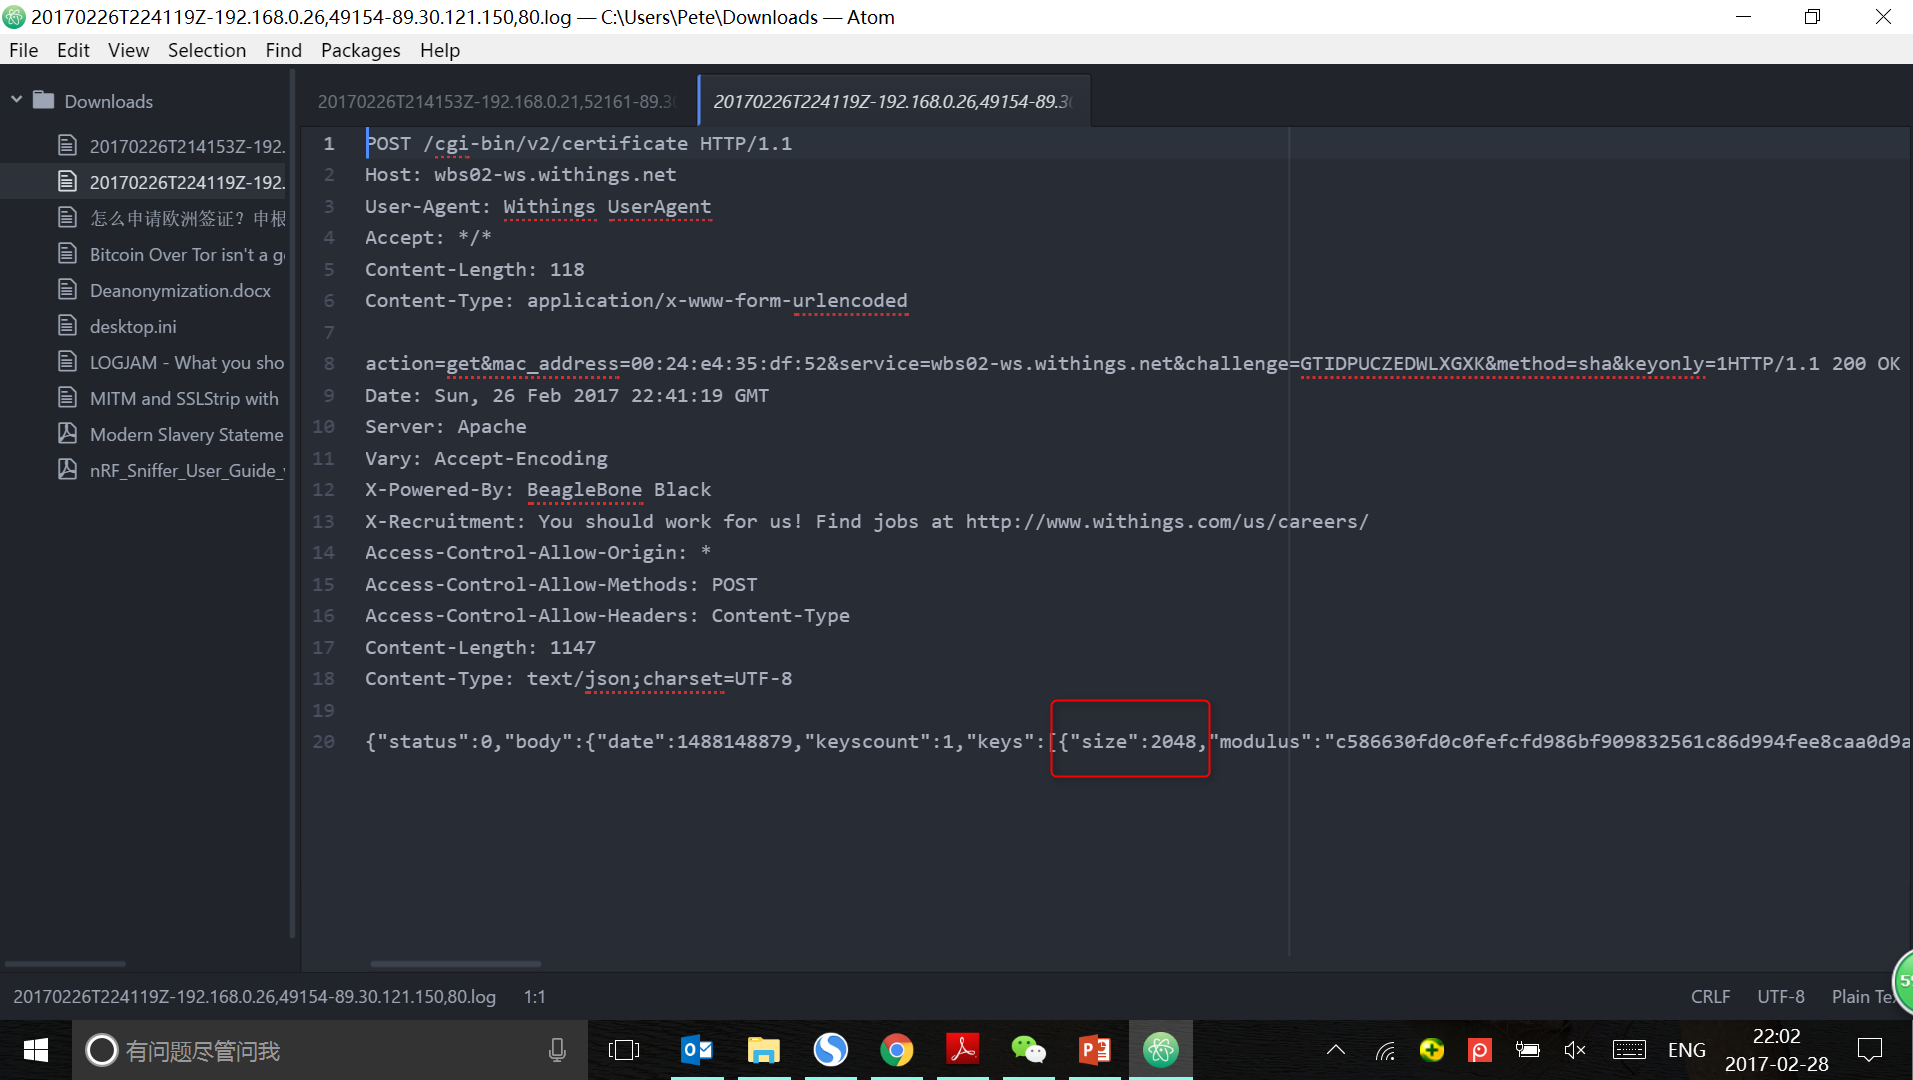 20170226T224119Z-192.168.0.26,49154-89.30.121.150,80.log — C:\Users\Pete\Downloads — Atom
File Edit View Selection Find Packages Help
Downloads
20170226T214153Z-192.
20170226T224119Z-192.
怎么申请欧洲签证？申根
Bitcoin Over Tor isn't a g
Deanonymization.docx
desktop.ini
LOGJAM - What you sho
MITM and SSLStrip with
Modern Slavery Stateme
nRF_Sniffer_User_Guide_
20170226T214153Z-192.168.0.21,52161-89.3
20170226T224119Z-192.168.0.26,49154-89.3
1 POST /cgi-bin/v2/certificate HTTP/1.1
2 Host: wbs02-ws.withings.net
3 User-Agent: Withings UserAgent
4 Accept: */*
5 Content-Length: 118
6 Content-Type: application/x-www-form-urlencoded
7
8 action=get&mac_address=00:24:e4:35:df:52&service=wbs02-ws.withings.net&challenge=GTIDPUCZEDWLXGXK&method=sha&keyonly=1HTTP/1.1 200 OK
9 Date: Sun, 26 Feb 2017 22:41:19 GMT
10 Server: Apache
11 Vary: Accept-Encoding
12 X-Powered-By: BeagleBone Black
13 X-Recruitment: You should work for us! Find jobs at http://www.withings.com/us/careers/
14 Access-Control-Allow-Origin: *
15 Access-Control-Allow-Methods: POST
16 Access-Control-Allow-Headers: Content-Type
17 Content-Length: 1147
18 Content-Type: text/json;charset=UTF-8
19
20 {"status":0,"body":{"date":1488148879,"keyscount":1,"keys":[{"size":2048,"modulus":"c586630fd0c0fefcfd986bf909832561c86d994fee8caa0d9a
20170226T224119Z-192.168.0.26,49154-89.30.121.150,80.log 1:1
CRLF UTF-8 Plain Te
有问题尽管问我
ENG
22:02
2017-02-28